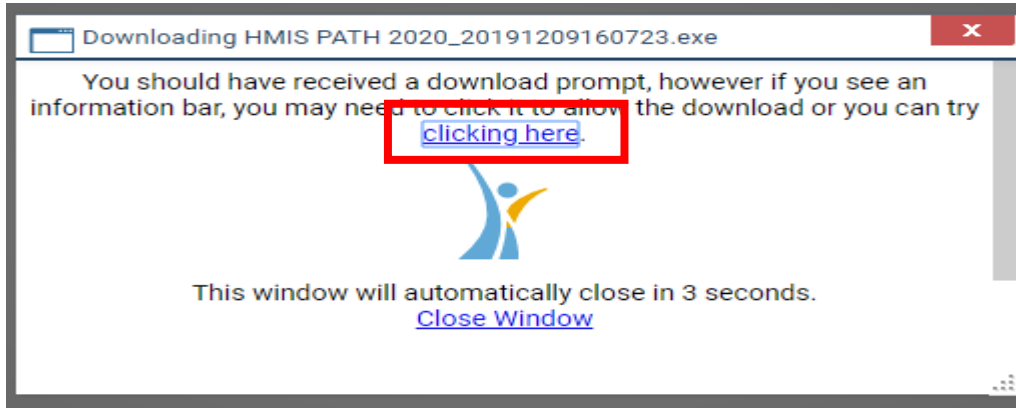 Downloading HMIS PATH 2020_20191209160723.exe
x
You should have received a download prompt, however if you see an
information bar, you may need to click it to allow the download or you can try
clicking here.
This window will automatically close in 3 seconds.
Close Window